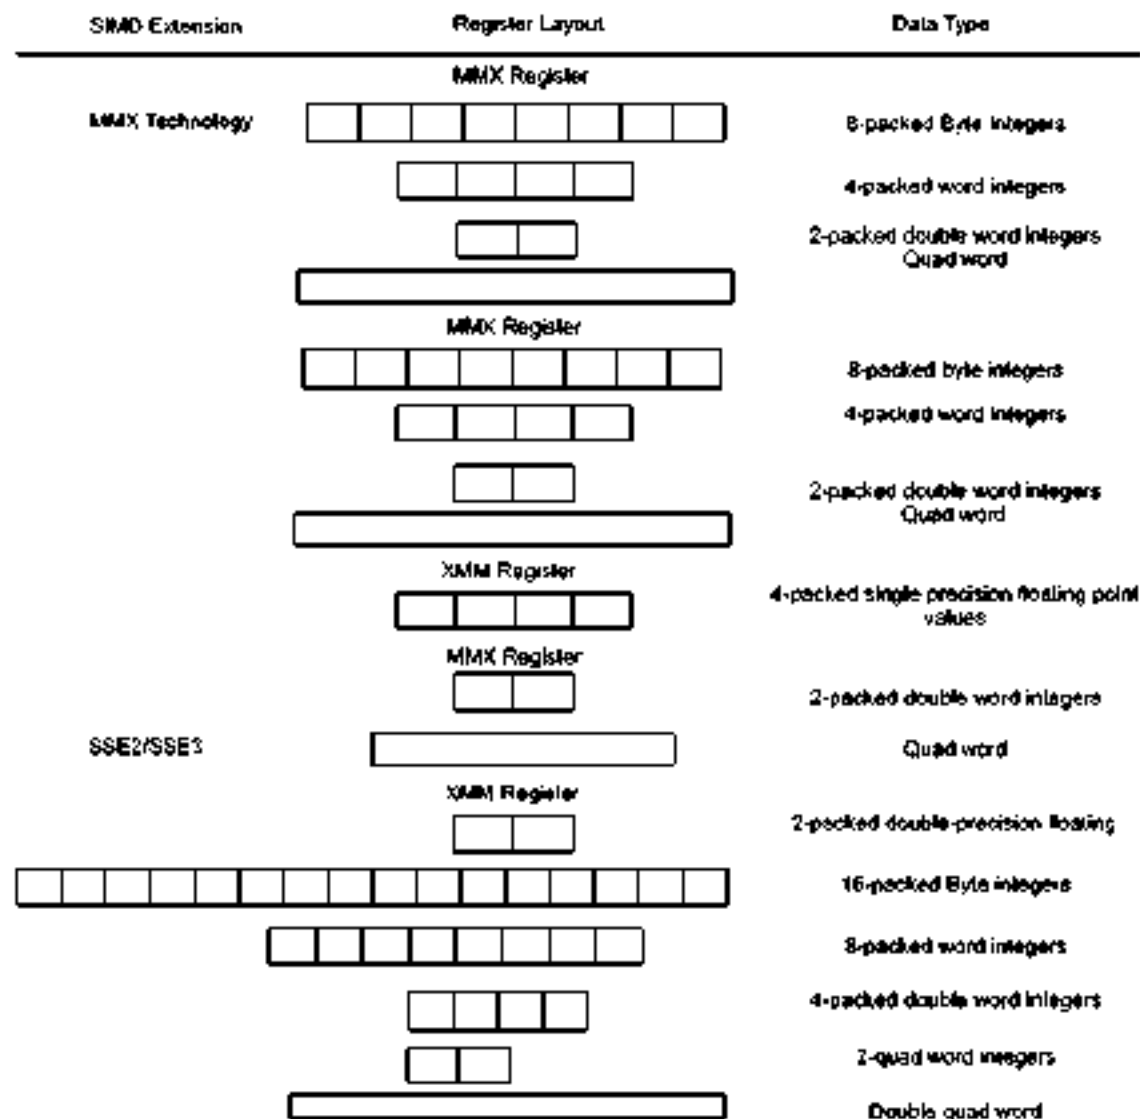 SIMD Extension Register Layout Data Type
MMX Register
MMX Technology 8-packed Byte Integers
4-packed word integers
2-packed double word integers
Quad word
MMX Register
8-packed byte integers
4-packed word integers
2-packed double word integers
Quad word
XMM Register
4-packed single precision floating point
values
MMX Register
2-packed double word integers
SSE2/SSE3 Quad word
XMM Register
2-packed double-precision floating
16-packed Byte integers
8-packed word integers
4-packed double word integers
2-quad word integers
Double quad word